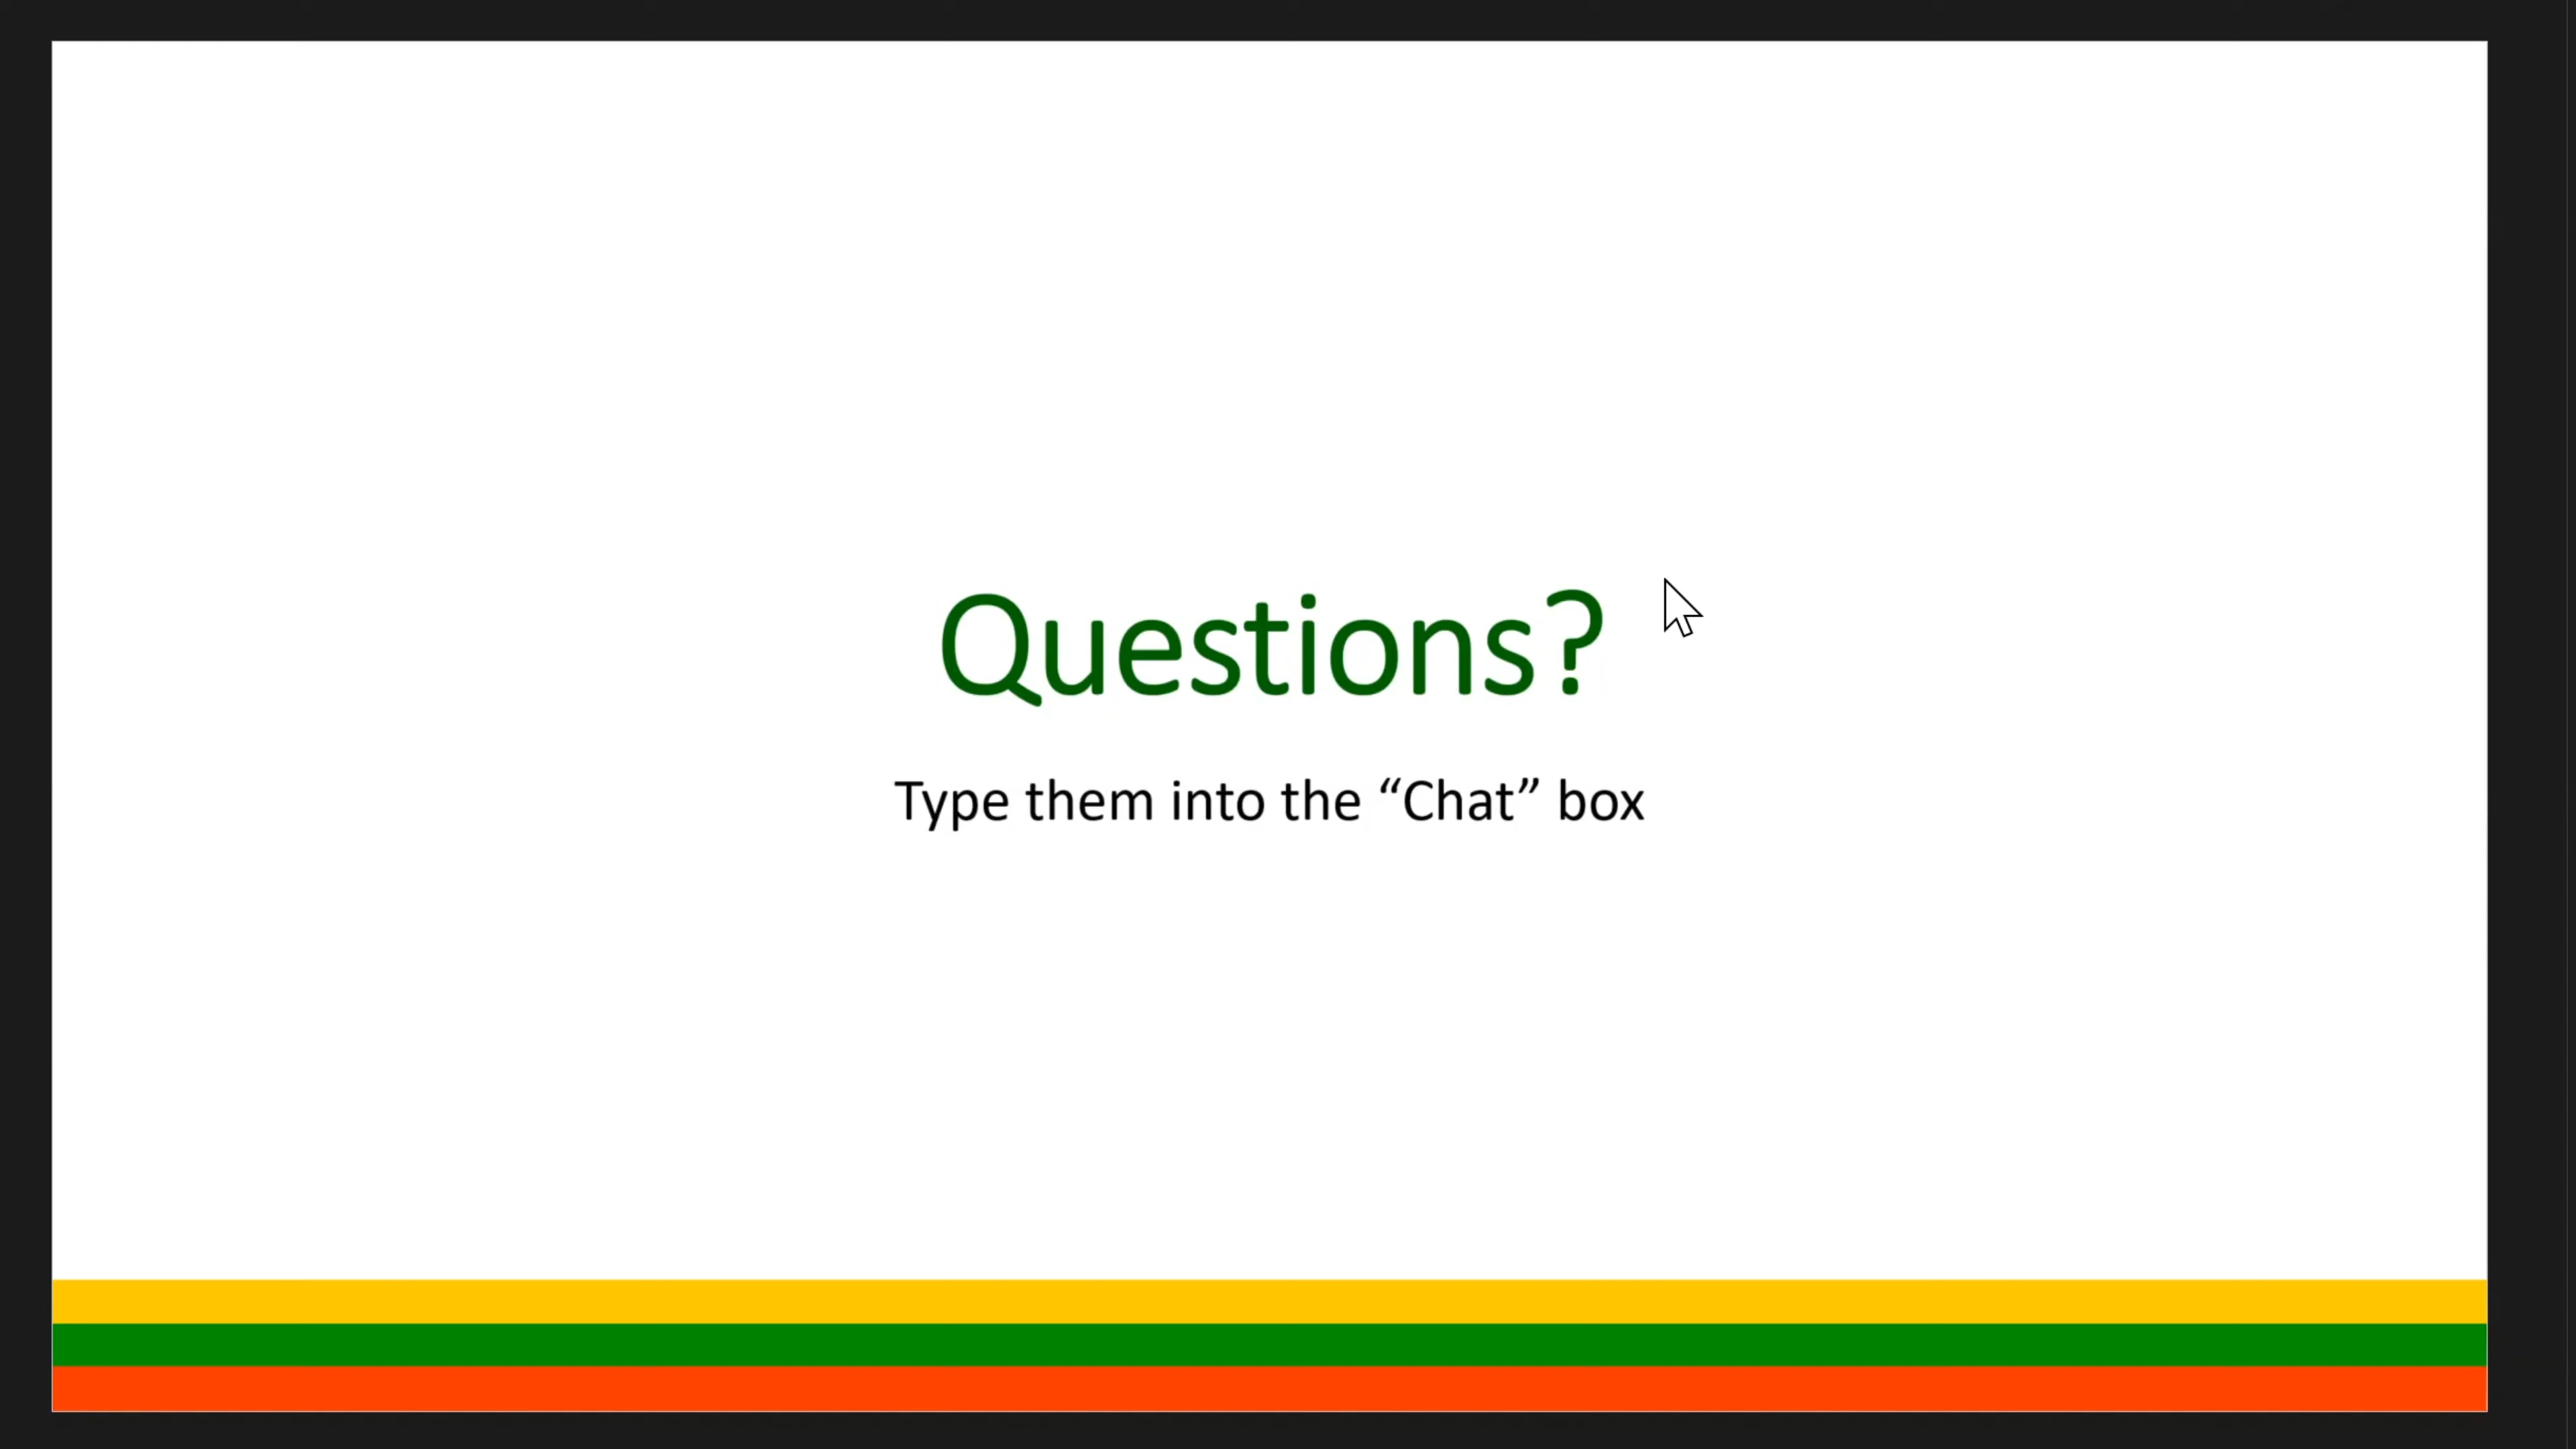 Questions?
Type them into the “Chat” box